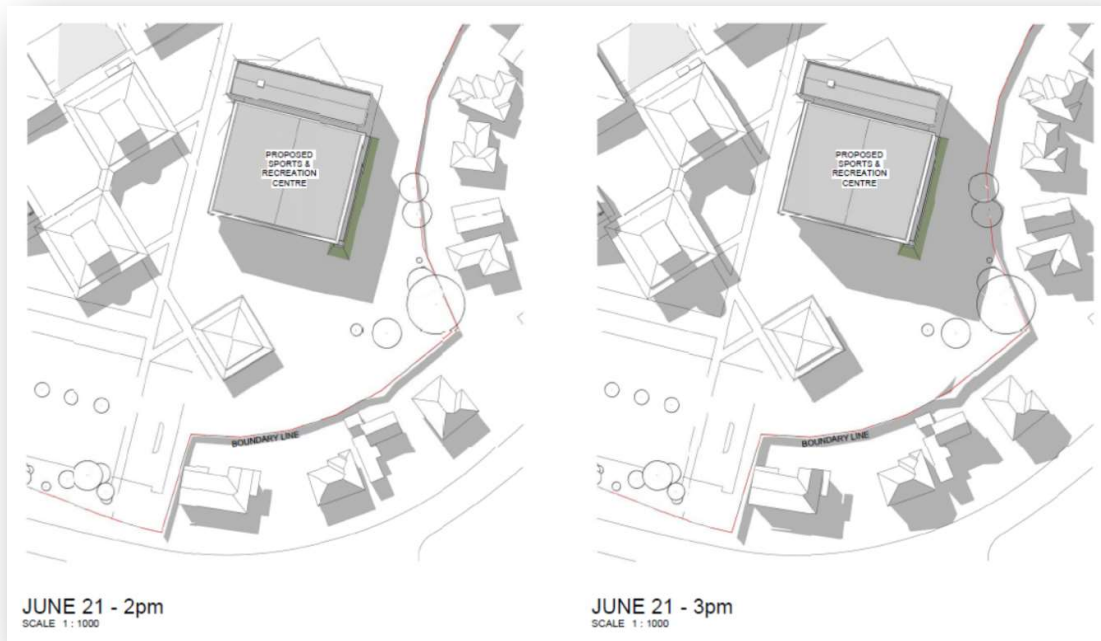 PROPOSED
SPORTS &
RECREATION
CENTRE
BOUNDARY LINE
JUNE 21 - 2pm
SCALE 1 : 1000
PROPOSED
SPORTS &
RECREATION
CENTRE
BOUNDARY LINE
JUNE 21 - 3pm
SCALE 1 : 1000